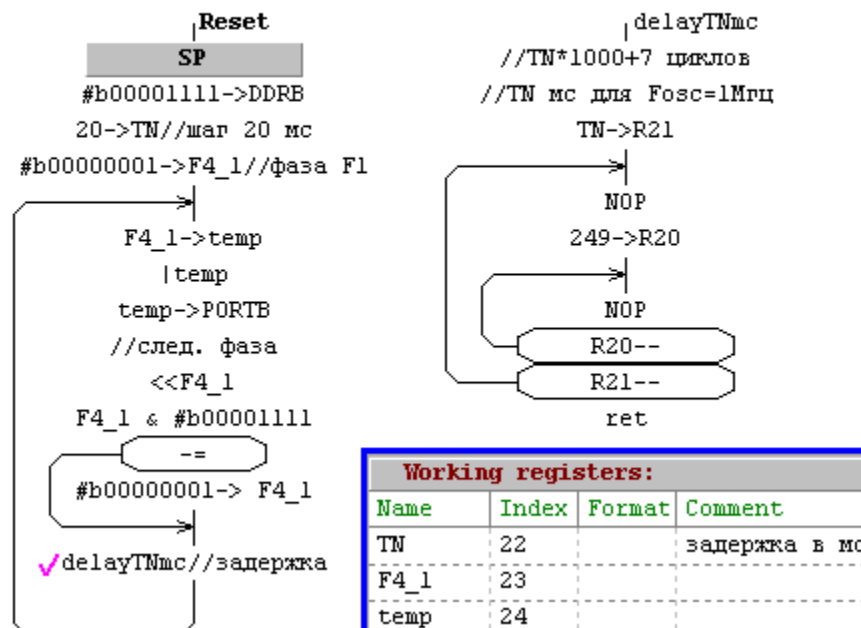 Reset
SP
#b00001111->DDRB
20->TN//шаг 20 мс
#b00000001->F4_1//фаза F1
F4_1->temp
|temp
temp->PORTB
//след. фаза
<<F4_1
F4_1 & #b00001111
-=
#b00000001-> F4_1
delayTNmc//задержка
delayTNmc
//TN*1000+7 циклов
//TN мс для Fosc=1Мгц
TN->R21
NOP
249->R20
NOP
R20--
R21--
ret
Working registers:
Name Index Format Comment
TN 22 задержка в мс
F4_1 23
temp 24